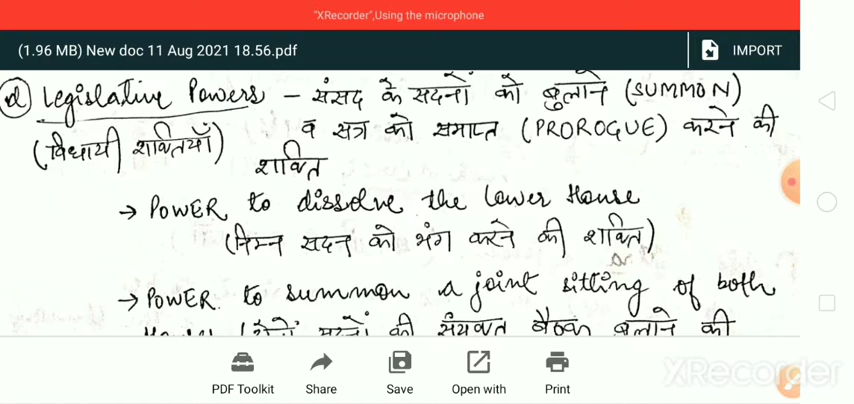 "XRecorder",Using the microphone
(1.96 MB) New doc 11 Aug 2021 18.56.pdf
IMPORT
d Legislative Powers - संसद के सदनों को बुलाने (SUMMON)
(विधायी शक्तियाँ) व सत्र को समाप्त (PROROGUE) करने की
शक्ति
→ POWER to dissolve the lower House
(निम्न सदन को भंग करने की शक्ति)
→ POWER to summon a joint sitting of both
की संयुक्त बैठक बुलाने की
PDF Toolkit Share Save Open with Print
XRecorder